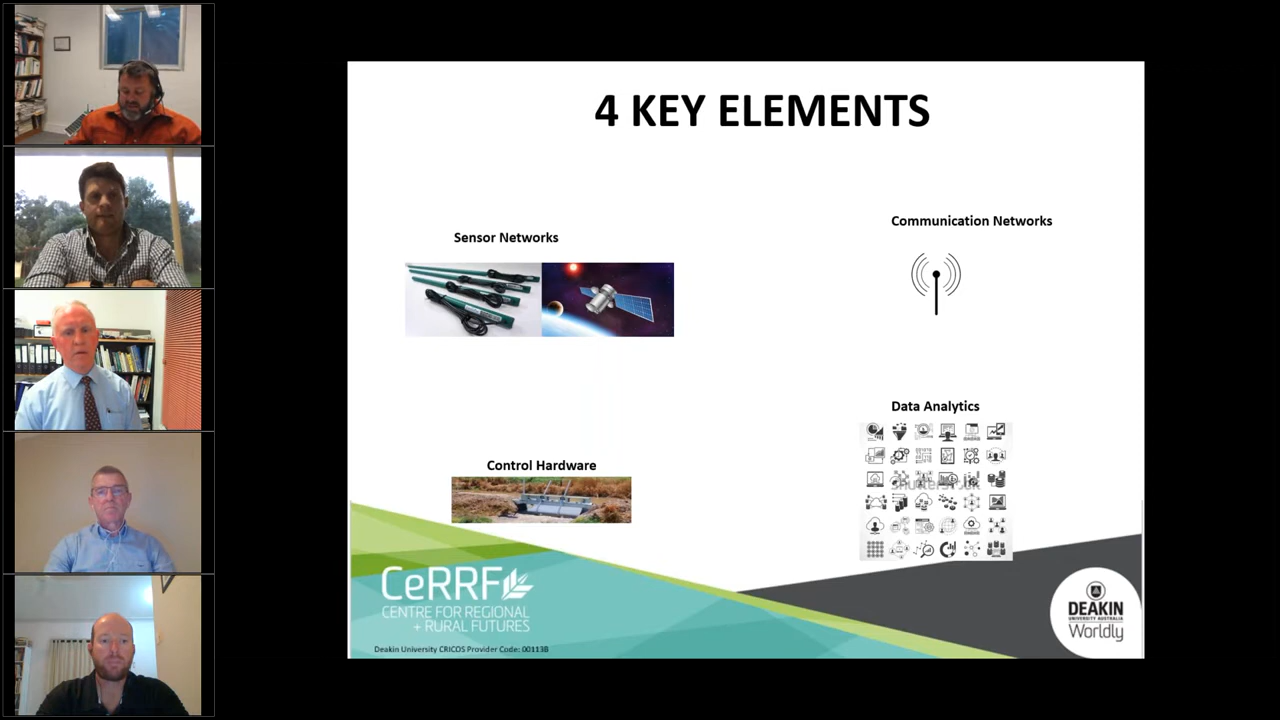 4 KEY ELEMENTS
Communication Networks
Sensor Networks
Data Analytics
Control Hardware
CeRRF
CENTRE FOR REGIONAL
+ RURAL FUTURES
DEAKIN
UNIVERSITY AUSTRALIA
Worldly
Deakin University CRICOS Provider Code: 00113B